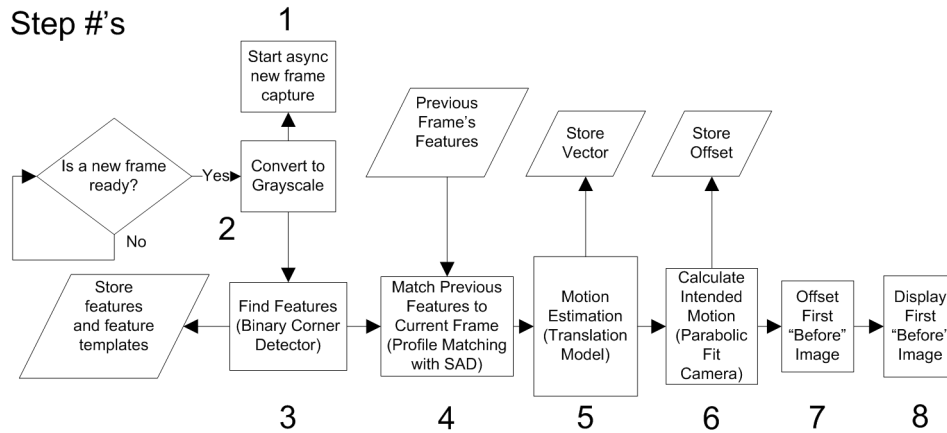 Step #'s
1
Start async
new frame
capture
Previous
Frame's
Features
Store
Vector
Store
Offset
Is a new frame
ready?
Yes
Convert to
Grayscale
No
2
Store
features
and feature
templates
Find Features
(Binary Corner
Detector)
Match Previous
Features to
Current Frame
(Profile Matching
with SAD)
Motion
Estimation
(Translation
Model)
Calculate
Intended
Motion
(Parabolic
Fit
Camera)
Offset
First
“Before”
Image
Display
First
“Before”
Image
3
4
5
6
7
8